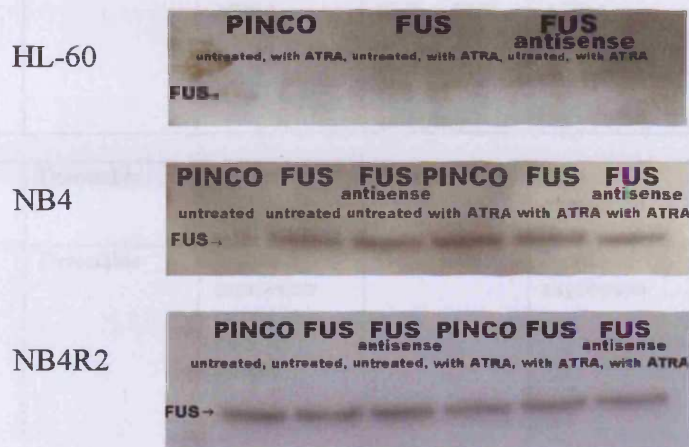 PINCO FUS FUS
antisense
HL-60
untreated, with ATRA, untreated, with ATRA, utreated, with ATRA
FUS→
PINCO FUS FUS PINCO FUS FUS
antisense antisense
NB4
untreated untreated untreated with ATRA with ATRA with ATRA
FUS→
PINCO FUS FUS PINCO FUS FUS
antisense antisense
NB4R2
untreated, untreated, untreated, with ATRA, with ATRA, with ATRA
FUS→